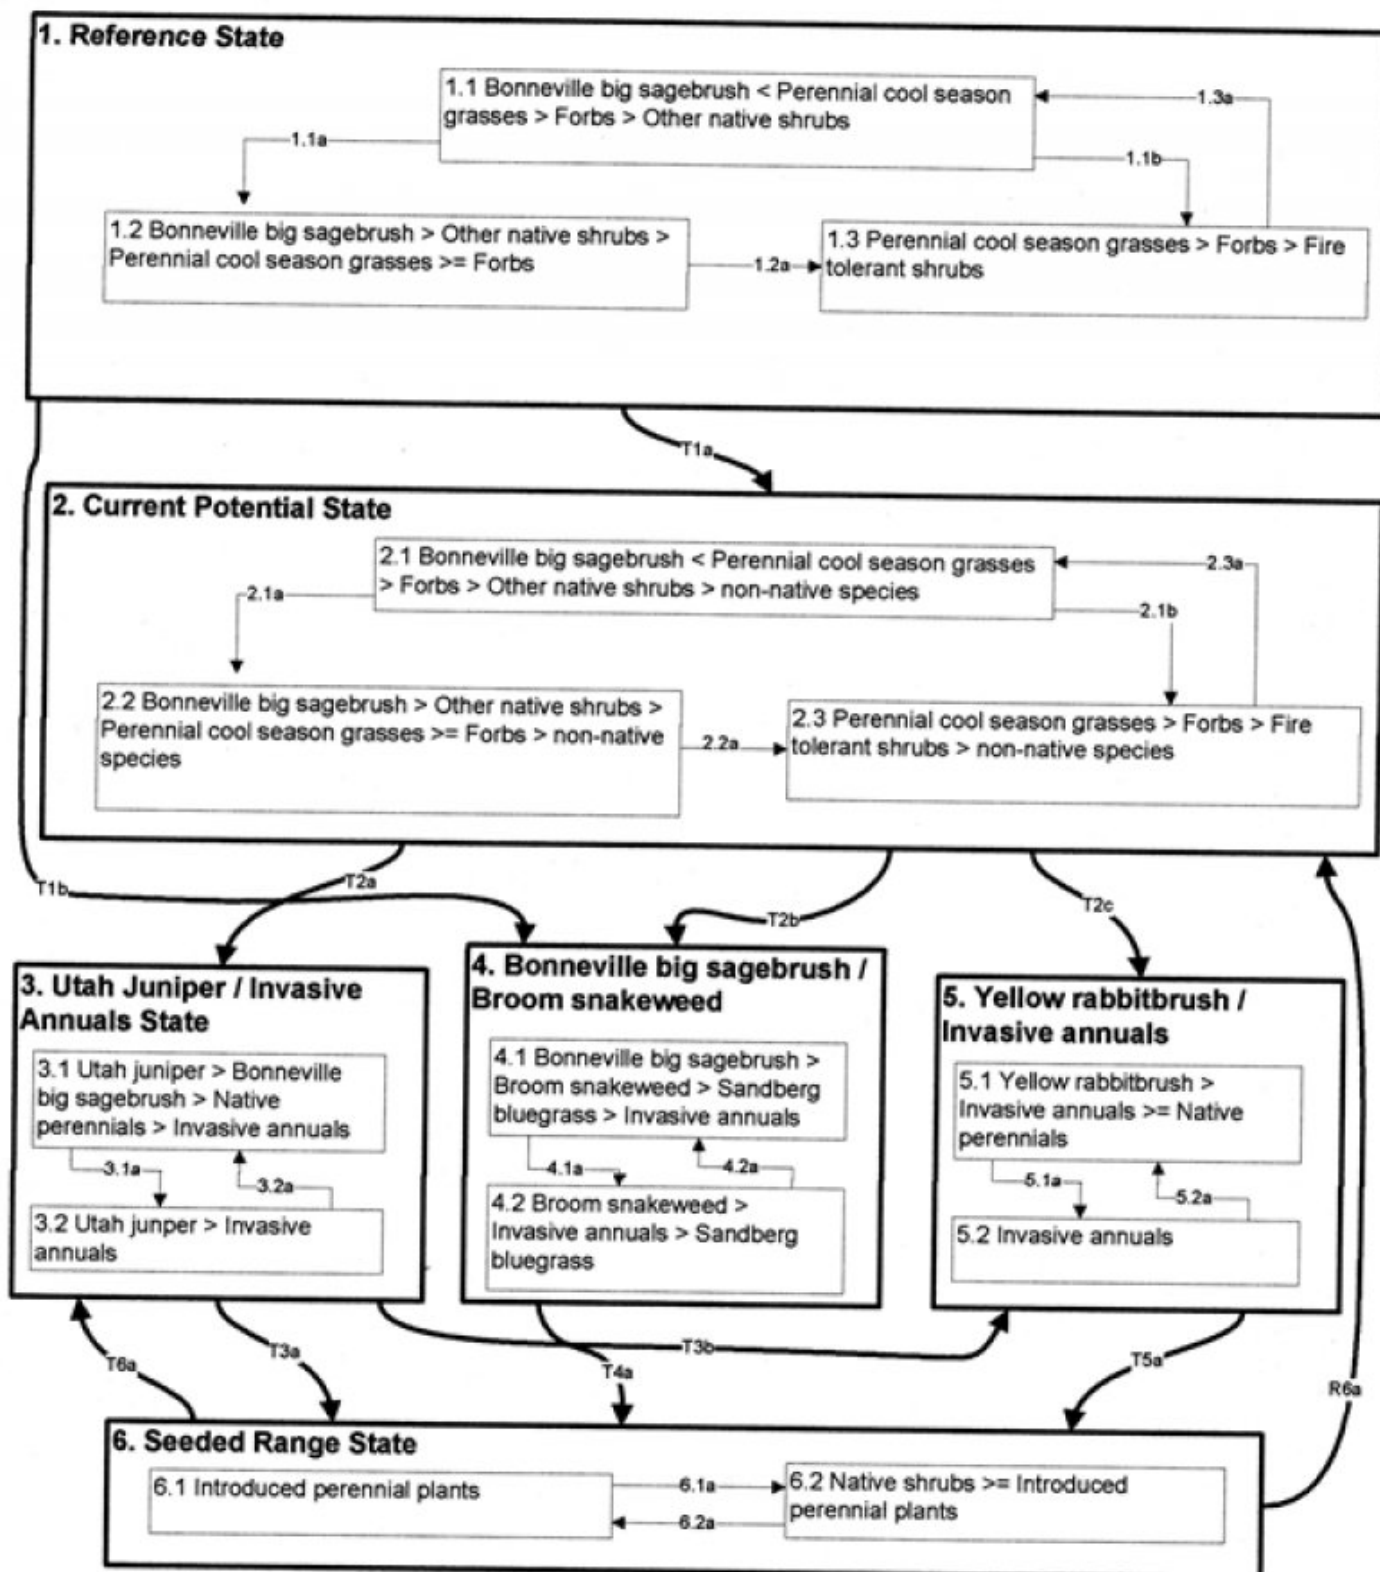 1. Reference State
1.1 Bonneville big sagebrush < Perennial cool season
grasses > Forbs > Other native shrubs
1.3a
1.1a
1.1b
1.2 Bonneville big sagebrush > Other native shrubs >
Perennial cool season grasses >= Forbs
1.2a
1.3 Perennial cool season grasses > Forbs > Fire
tolerant shrubs
T1a
2. Current Potential State
2.1 Bonneville big sagebrush < Perennial cool season grasses
> Forbs > Other native shrubs > non-native species
2.3a
2.1a
2.1b
2.2 Bonneville big sagebrush > Other native shrubs >
Perennial cool season grasses >= Forbs > non-native
species
2.2a
2.3 Perennial cool season grasses > Forbs > Fire
tolerant shrubs > non-native species
T1b
T2a
T2b
T2c
3. Utah Juniper / Invasive
Annuals State
3.1 Utah juniper > Bonneville
big sagebrush > Native
perennials > Invasive annuals
3.1a
3.2a
3.2 Utah junper > Invasive
annuals
4. Bonneville big sagebrush /
Broom snakeweed
4.1 Bonneville big sagebrush >
Broom snakeweed > Sandberg
bluegrass > Invasive annuals
4.1a
4.2a
4.2 Broom snakeweed >
Invasive annuals > Sandberg
bluegrass
5. Yellow rabbitbrush /
Invasive annuals
5.1 Yellow rabbitbrush >
Invasive annuals >= Native
perennials
5.1a
5.2a
5.2 Invasive annuals
T6a
T3a
T4a
T3b
T5a
R6a
6. Seeded Range State
6.1 Introduced perennial plants
6.1a
6.2a
6.2 Native shrubs >= Introduced
perennial plants